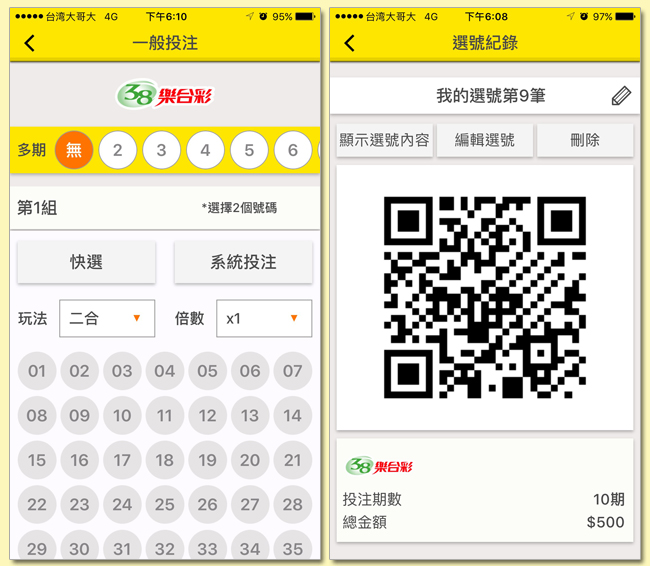 ●●●●● 台湾大哥大 4G 下午6:10 95%
一般投注
38樂合彩
多期 無 2 3 4 5 6
第1組 *選擇2個號碼
快選 系統投注
玩法 二合 ▼ 倍數 x1 ▼
01 02 03 04 05 06 07
08 09 10 11 12 13 14
15 16 17 18 19 20 21
22 23 24 25 26 27 28
29 30 31 32 33 34 35
●●●●● 台湾大哥大 4G 下午6:08 97%
選號紀錄
我的選號第9筆
顯示選號內容 編輯選號 刪除
38樂合彩
投注期數 10期
總金額 $500